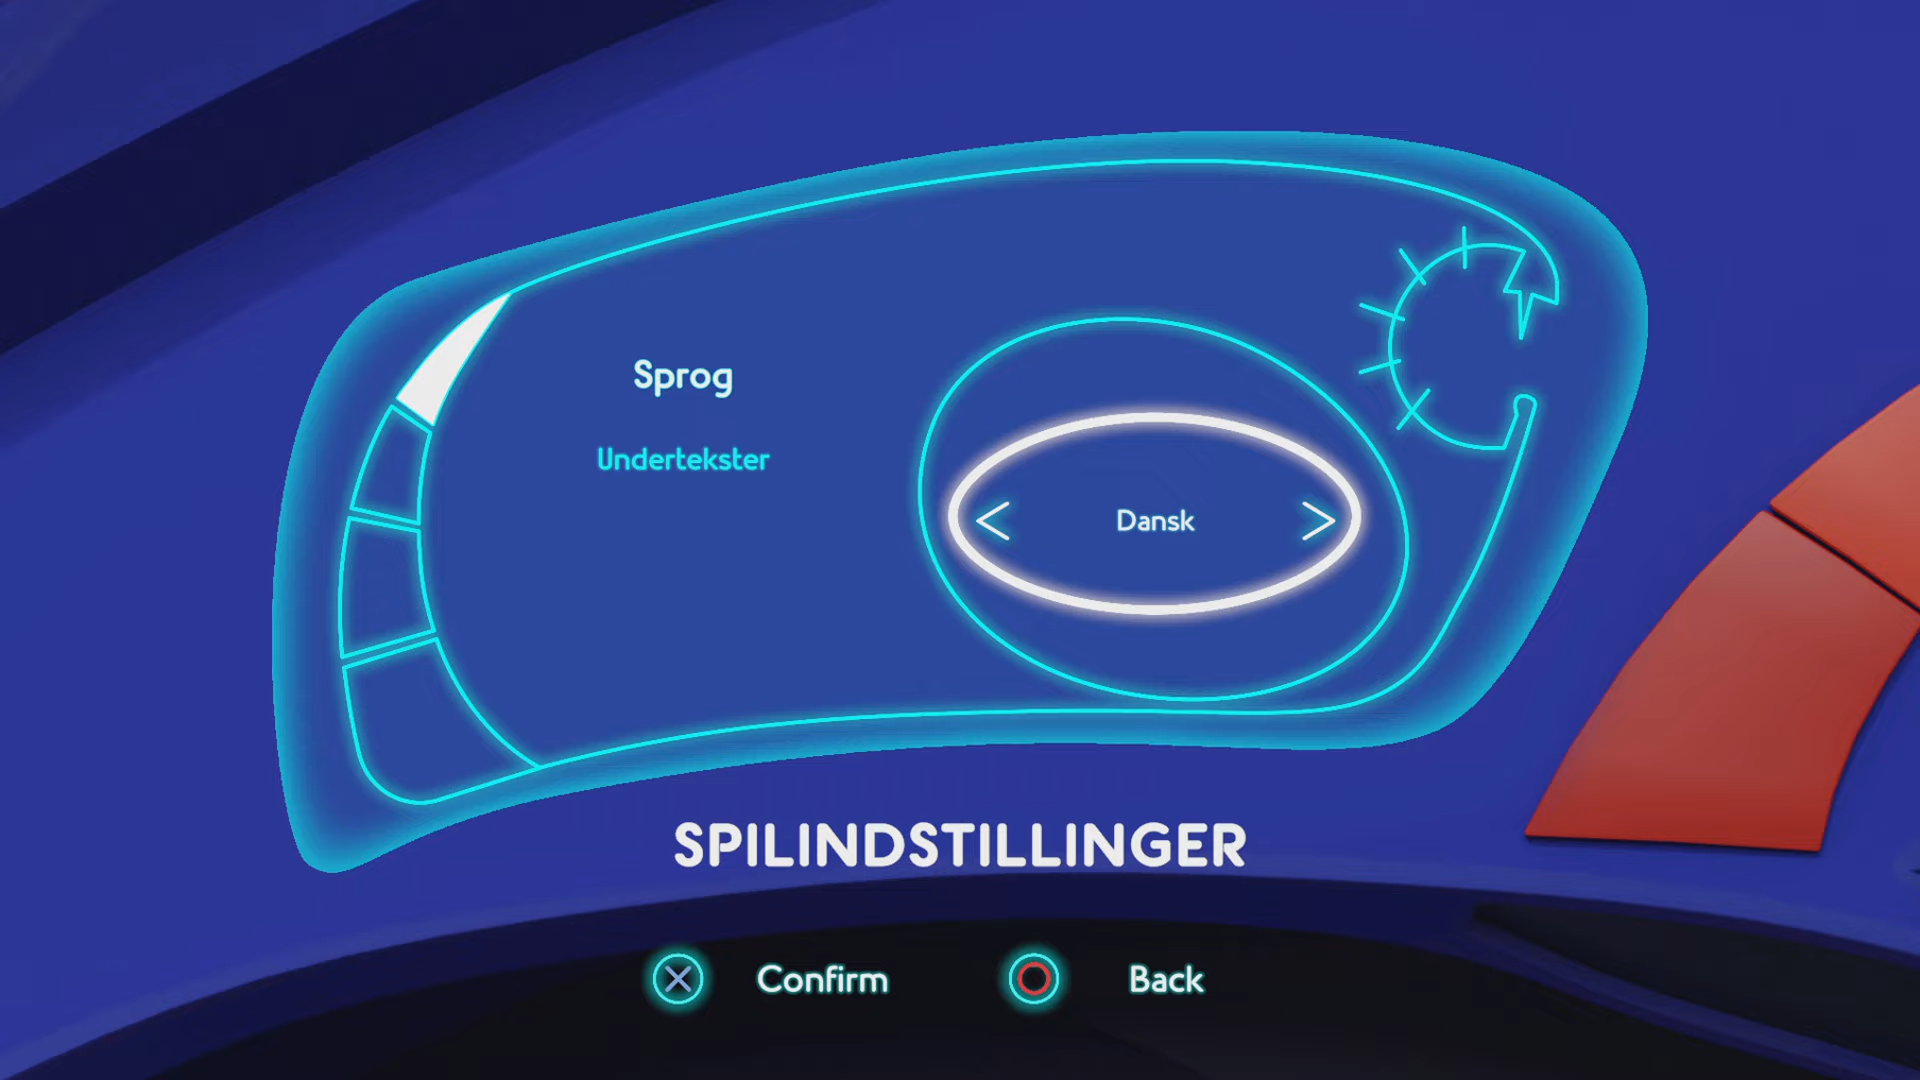 Sprog
Undertekster
Dansk
SPILINDSTILLINGER
Confirm
Back